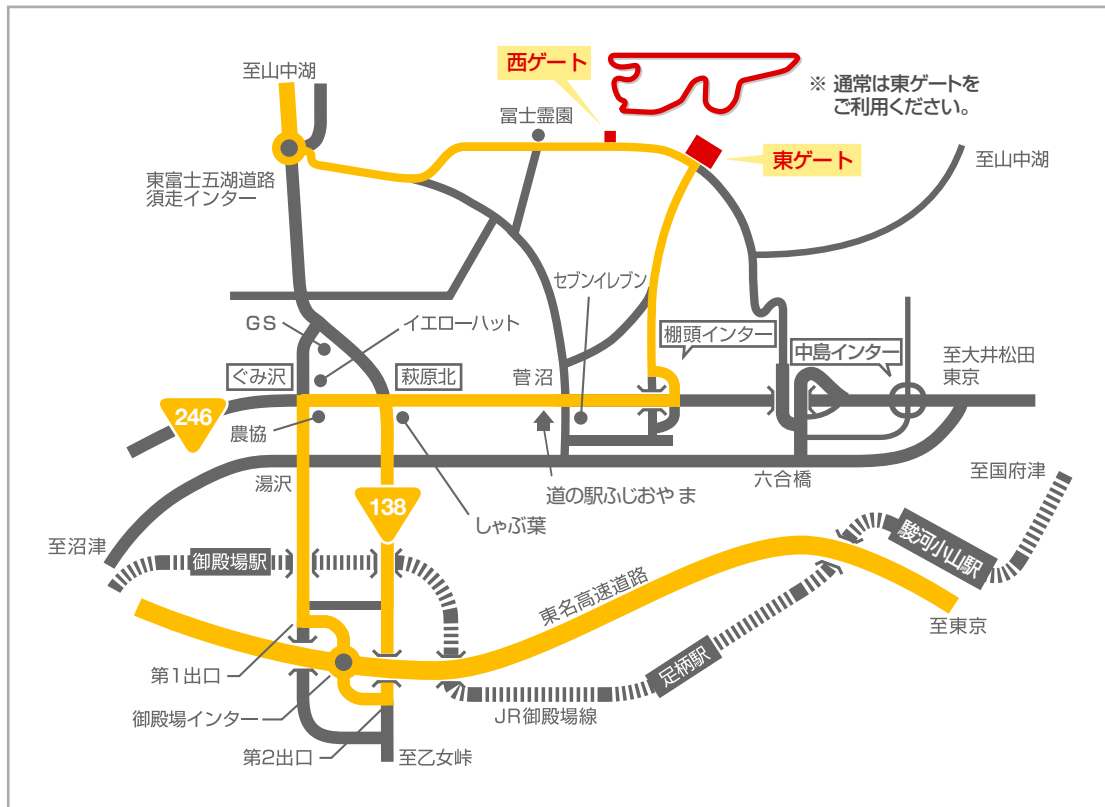 至山中湖
西ゲート
※ 通常は東ゲートを
ご利用ください。
冨士霊園
東ゲート
至山中湖
東富士五湖道路
須走インター
セブンイレブン
GS
イエローハット
棚頭インター
中島インター
至大井松田
東京
ぐみ沢
萩原北
菅沼
246
農協
湯沢
138
しゃぶ葉
道の駅ふじおやま
六合橋
至国府津
至沼津
御殿場駅
駿河小山駅
東名高速道路
至東京
足柄駅
第1出口
御殿場インター
JR御殿場線
第2出口
至乙女峠